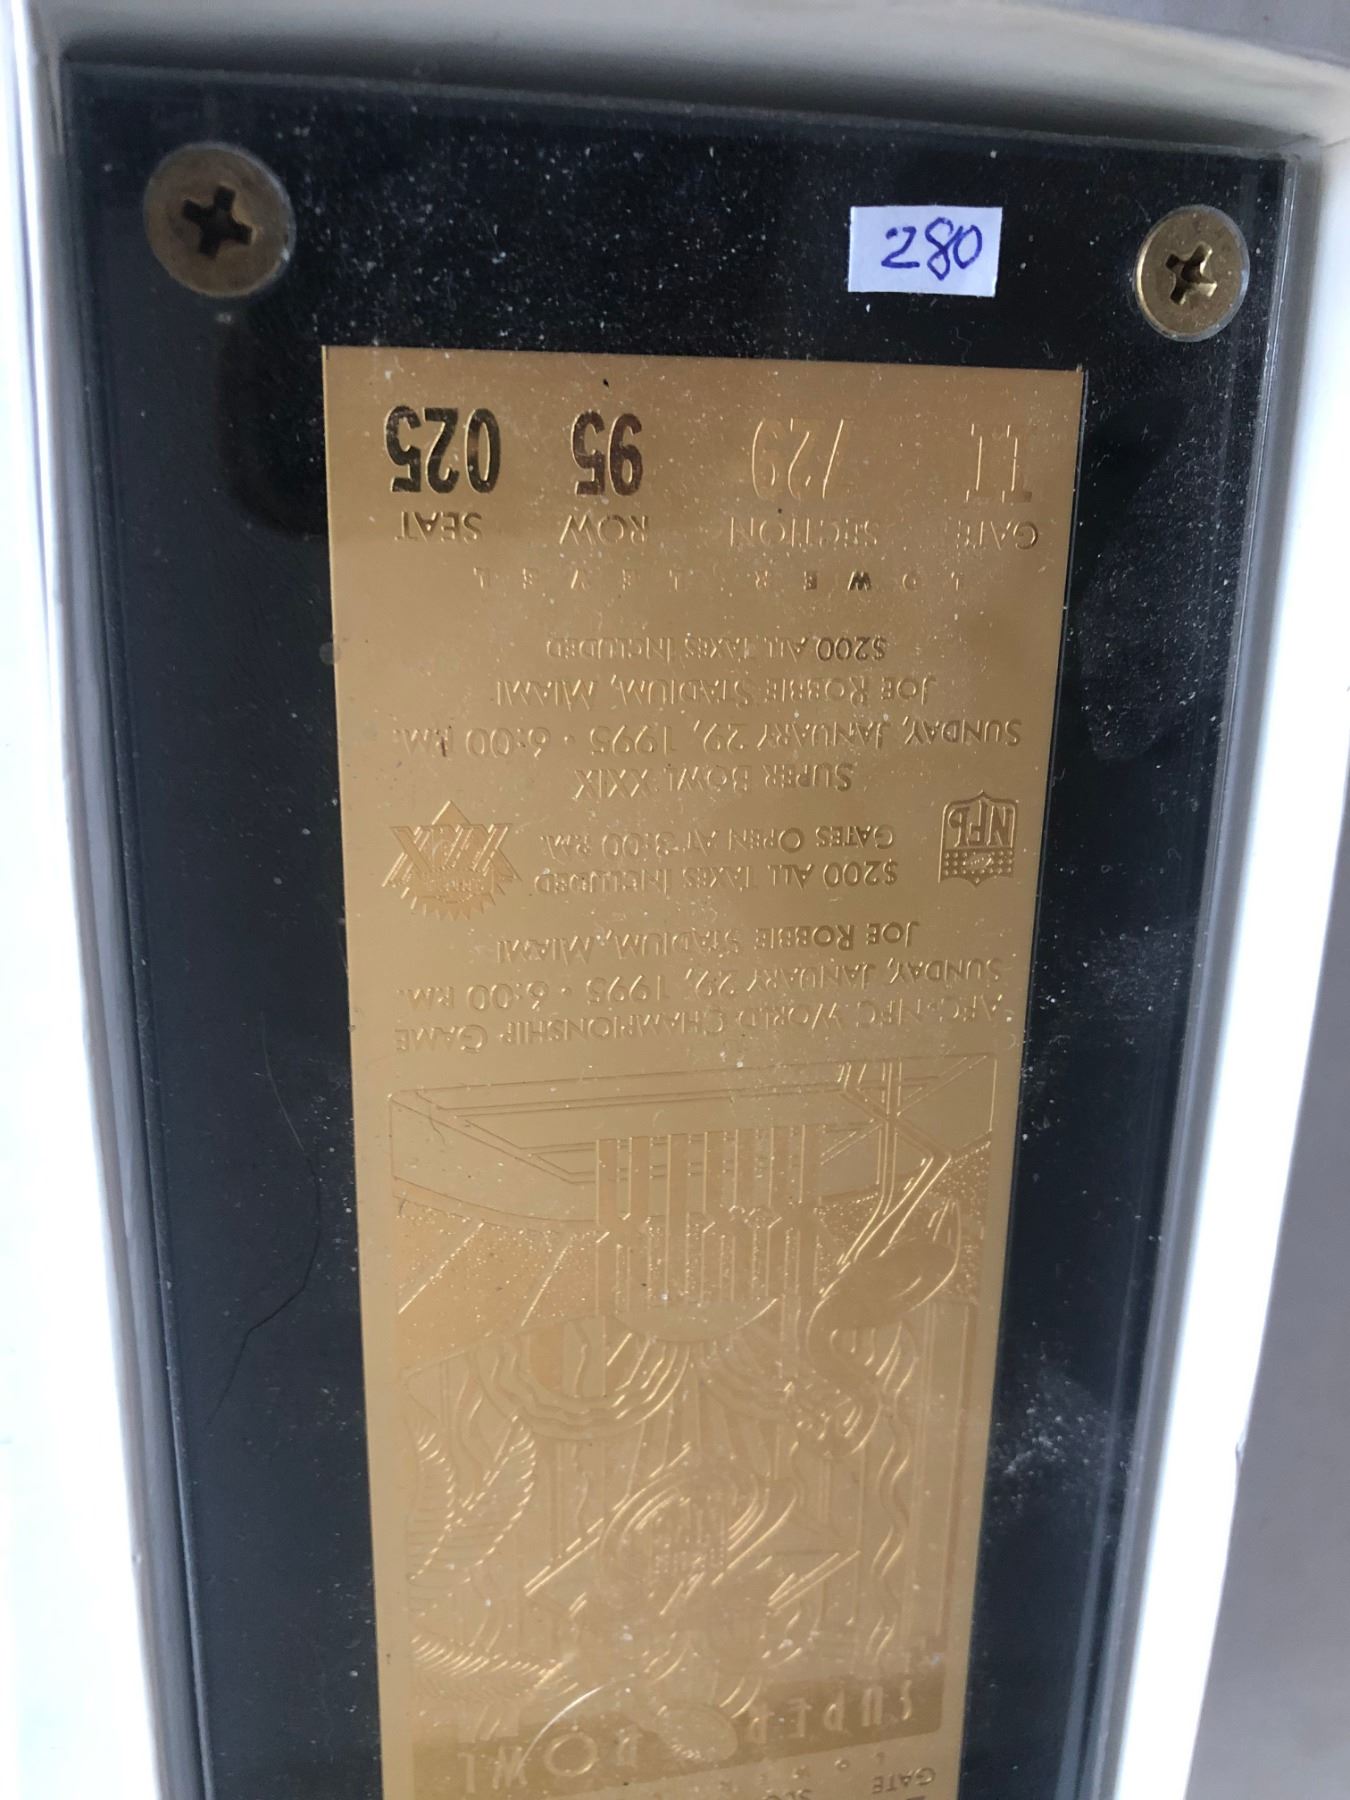 280
GATE
SUPER BOWL
XXIX
AFC-NFC WORLD CHAMPIONSHIP GAME
SUNDAY, JANUARY 29, 1995 • 6:00 P.M.
JOE ROBBIE STADIUM, MIAMI
$200 ALL TAXES INCLUDED
GATES OPEN AT 3:00 P.M.
NFL
XXIX
SUPER BOWL XXIX
SUNDAY, JANUARY 29, 1995 • 6:00 P.M.
JOE ROBBIE STADIUM, MIAMI
$200 ALL TAXES INCLUDED
LOWER LEVEL
GATE SECTION ROW SEAT
95 025